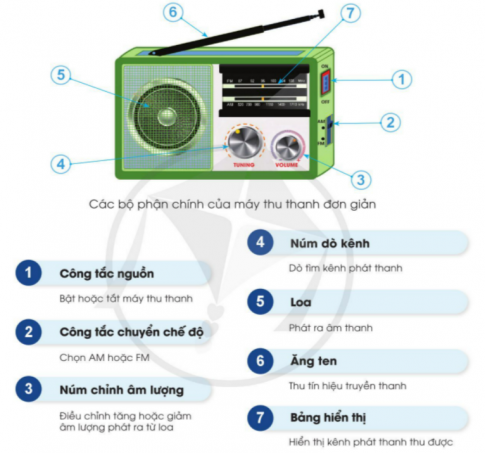 6
7
5
1
2
4
3
ON
OFF
TUNING
VOLUME
Các bộ phận chính của máy thu thanh đơn giản
1 Công tắc nguồn
Bật hoặc tắt máy thu thanh
2 Công tắc chuyển chế độ
Chọn AM hoặc FM
3 Núm chỉnh âm lượng
Điều chỉnh tăng hoặc giảm
âm lượng phát ra từ loa
4 Núm dò kênh
Dò tìm kênh phát thanh
5 Loa
Phát ra âm thanh
6 Ăng ten
Thu tín hiệu truyền thanh
7 Bảng hiển thị
Hiển thị kênh phát thanh thu được